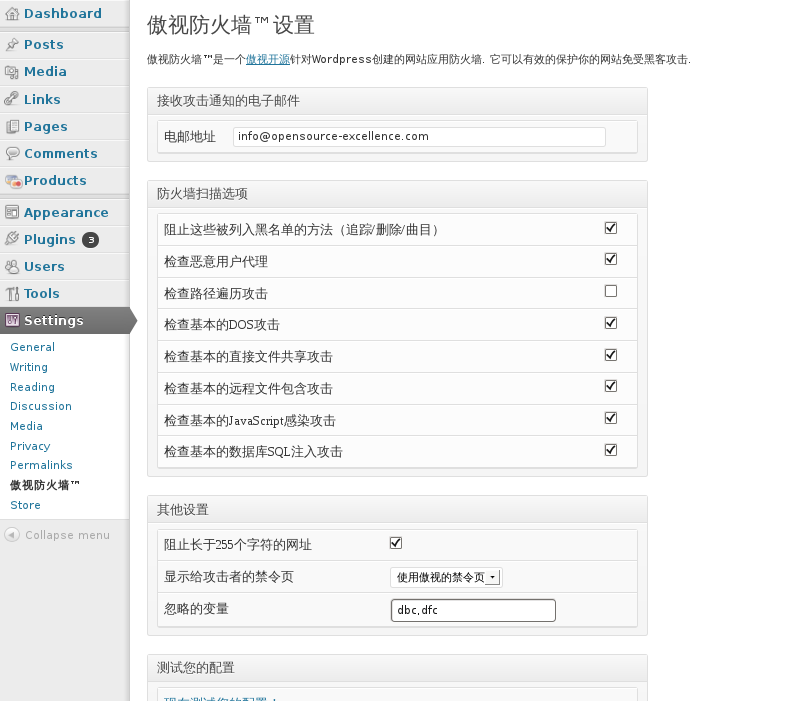 Dashboard
Posts
Media
Links
Pages
Comments
Products
Appearance
Plugins 3
Users
Tools
Settings
General
Writing
Reading
Discussion
Media
Privacy
Permalinks
傲视防火墙™
Store
Collapse menu
傲视防火墙™ 设置
傲视防火墙™是一个傲视开源针对Wordpress创建的网站应用防火墙. 它可以有效的保护你的网站免受黑客攻击.
接收攻击通知的电子邮件
电邮地址 info@opensource-excellence.com
防火墙扫描选项
阻止这些被列入黑名单的方法（追踪/删除/曲目）
检查恶意用户代理
检查路径遍历攻击
检查基本的DOS攻击
检查基本的直接文件共享攻击
检查基本的远程文件包含攻击
检查基本的JavaScript感染攻击
检查基本的数据库SQL注入攻击
其他设置
阻止长于255个字符的网址
显示给攻击者的禁令页 使用傲视的禁令页
忽略的变量 dbc,dfc
测试您的配置
现在测试您的配置！